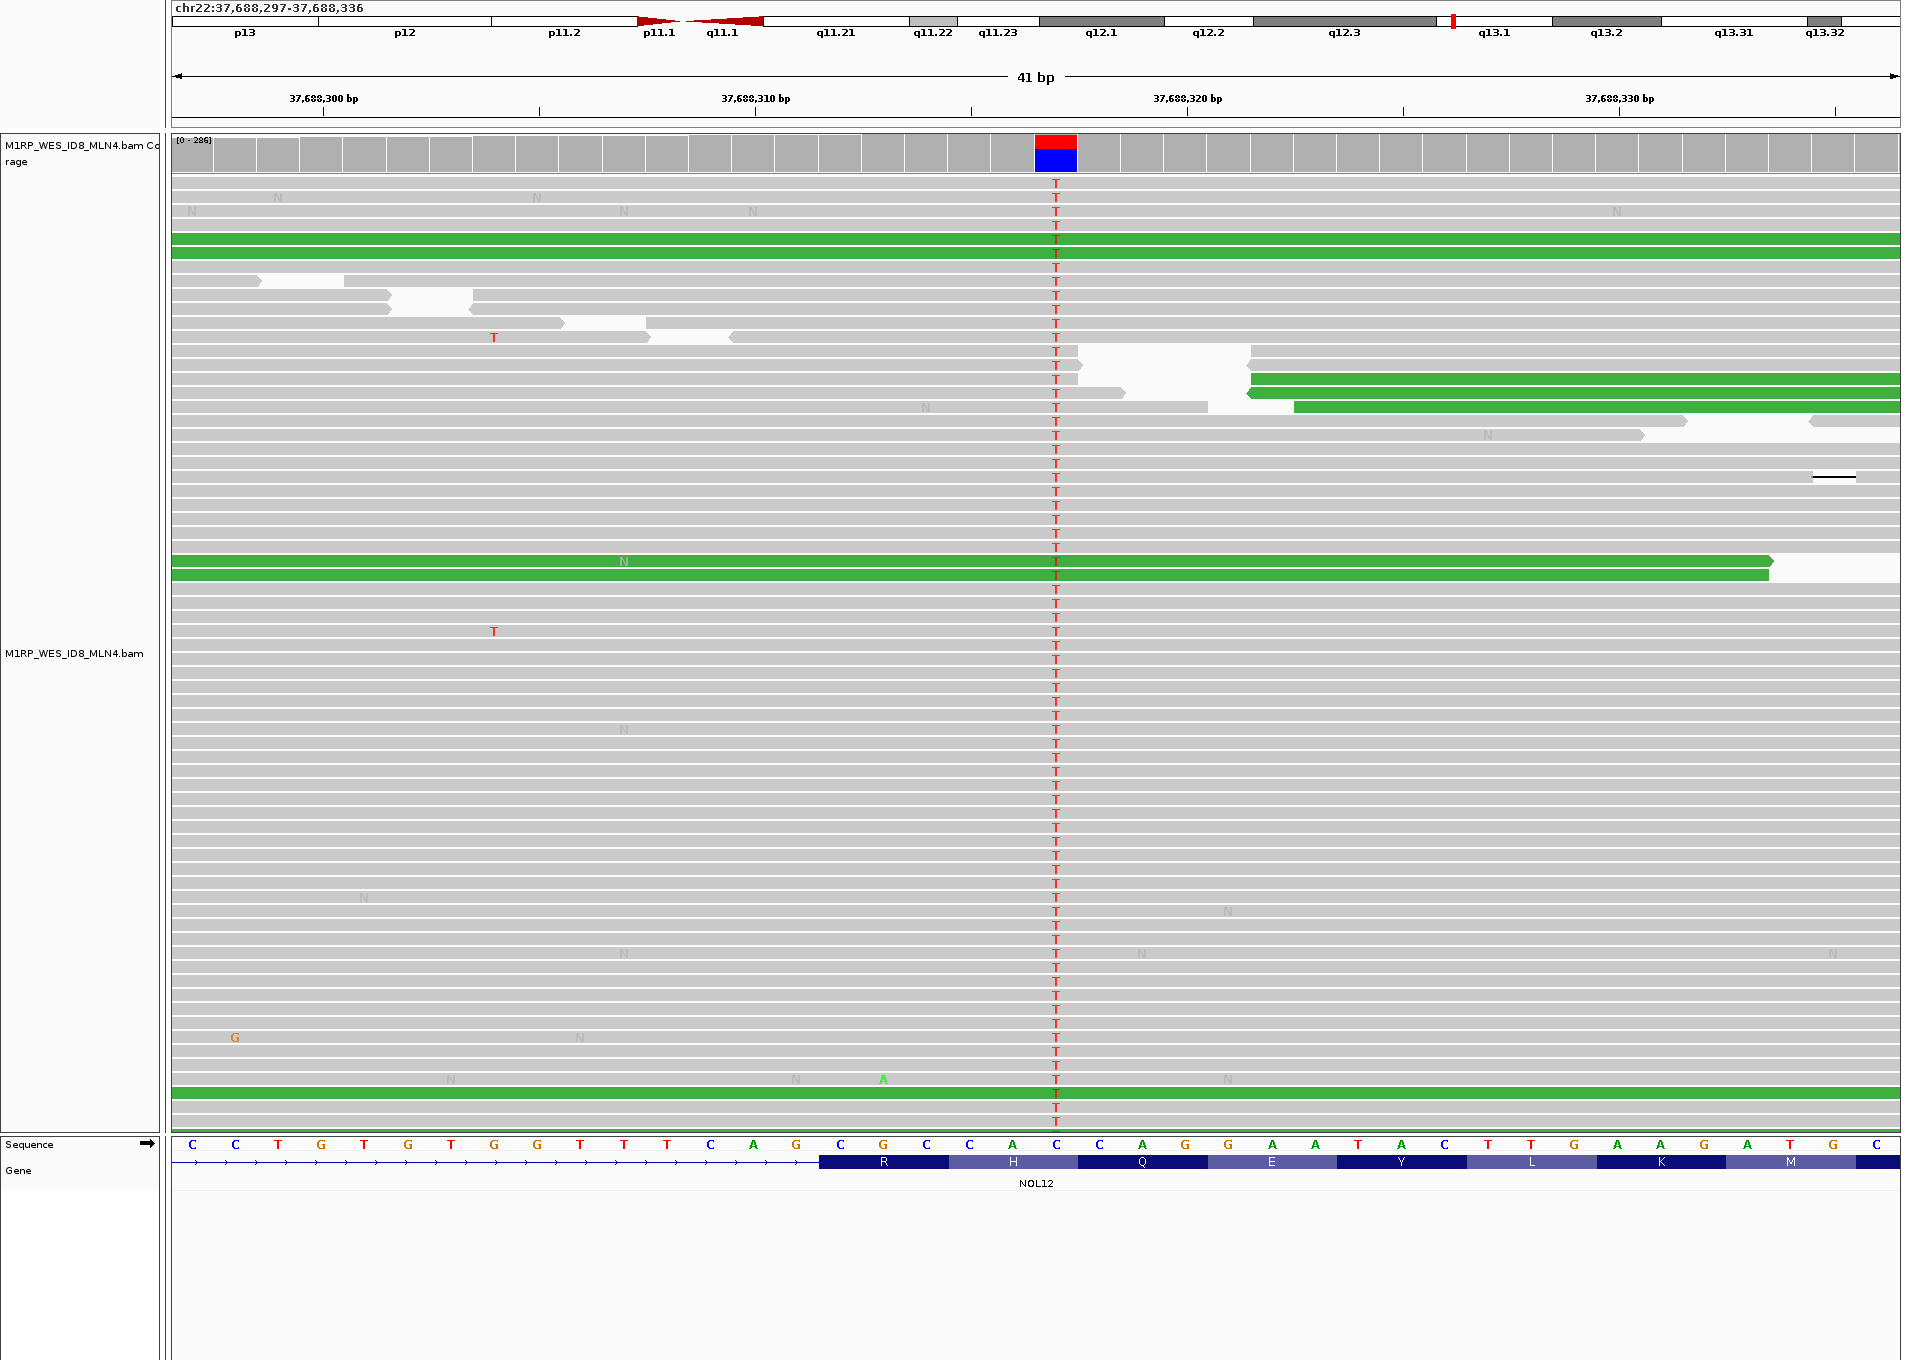 chr22:37,688,297-37,688,336
p13 p12 p11.2 p11.1 q11.1 q11.21 q11.22 q11.23 q12.1 q12.2 q12.3 q13.1 q13.2 q13.31 q13.32
41 bp
37,688,300 bp 37,688,310 bp 37,688,320 bp 37,688,330 bp
M1RP_WES_ID8_MLN4.bam Co
rage
[0 - 286]
T
N N T
N N N T N
T
T
T
T
T
T
T
T
T T
T
T
T
T
N T
T
T N
T
T
T
T
T
T
T
T
N T
T
T
T
T T
T
M1RP_WES_ID8_MLN4.bam
T
T
T
T
T
N T
T
T
T
T
T
T
T
T
T
T
T
N T
T N
T
T
N T N N
T
T
T
T
T
G N T
T
T
N N A T N
T
T
T
Sequence C C T G T G T G G T T T C A G C G C C A C C A G G A A T A C T T G A A G A T G C
Gene R H Q E Y L K M
NOL12